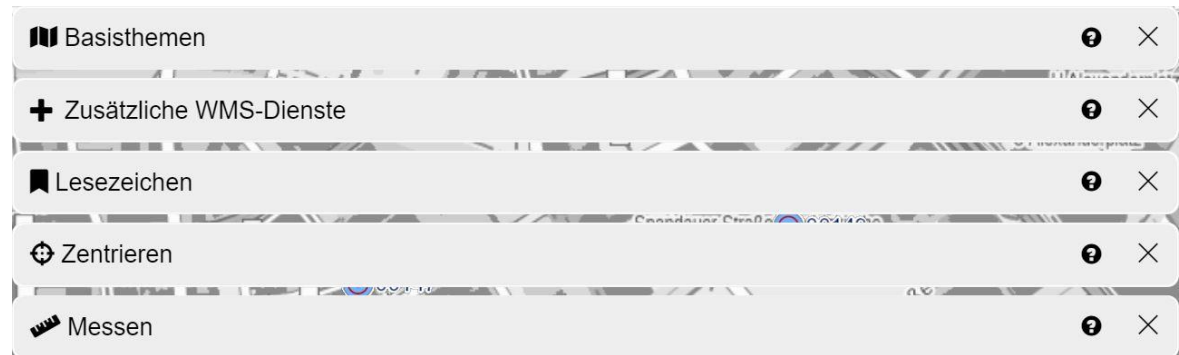 Basisthemen
Zusätzliche WMS-Dienste
Lesezeichen
Zentrieren
Messen